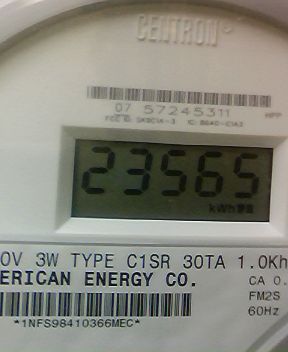 CENTRON
07 57245311
23565
kWh
0V 3W TYPE C1SR 30TA 1.0Kh
ERICAN ENERGY CO.
CA 0.
FM2S
60Hz
*1NFS98410366MEC*